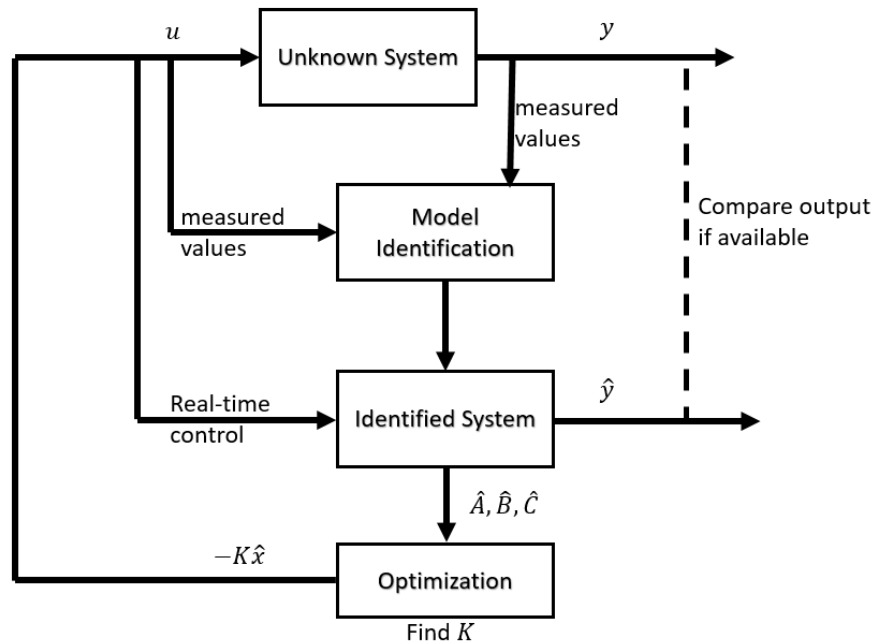 u
y
Unknown System
measured
values
measured
values
Model
Identification
Compare output
if available
Real-time
control
Identified System
ŷ
Â, B̂, Ĉ
−Kx̂
Optimization
Find K